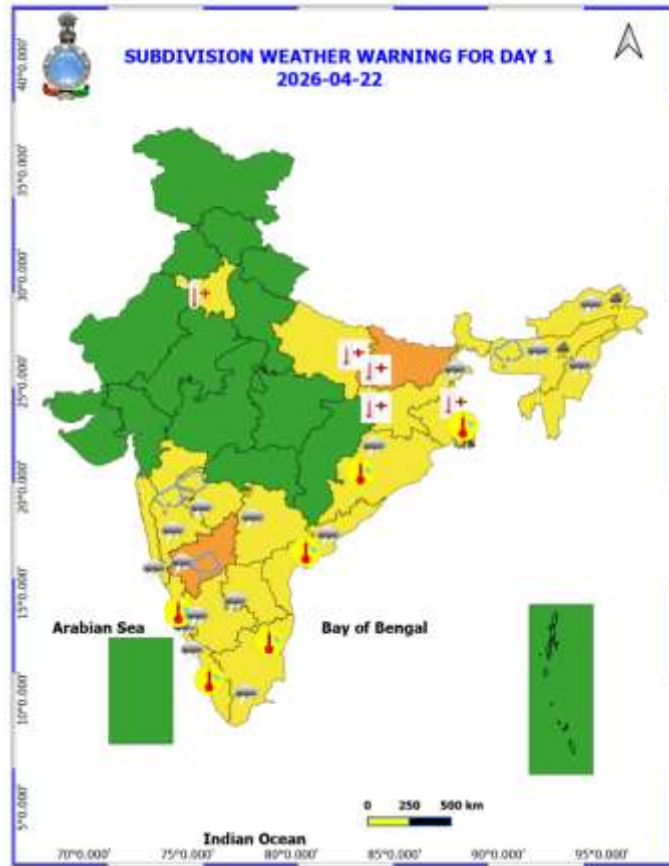 SUBDIVISION WEATHER WARNING FOR DAY 1
2026-04-22
40°0.000'
35°0.000'
30°0.000'
25°0.000'
20°0.000'
15°0.000'
10°0.000'
5°0.000'
Arabian Sea
Bay of Bengal
0 250 500 km
Indian Ocean
70°0.000' 75°0.000' 80°0.000' 85°0.000' 90°0.000' 95°0.000'